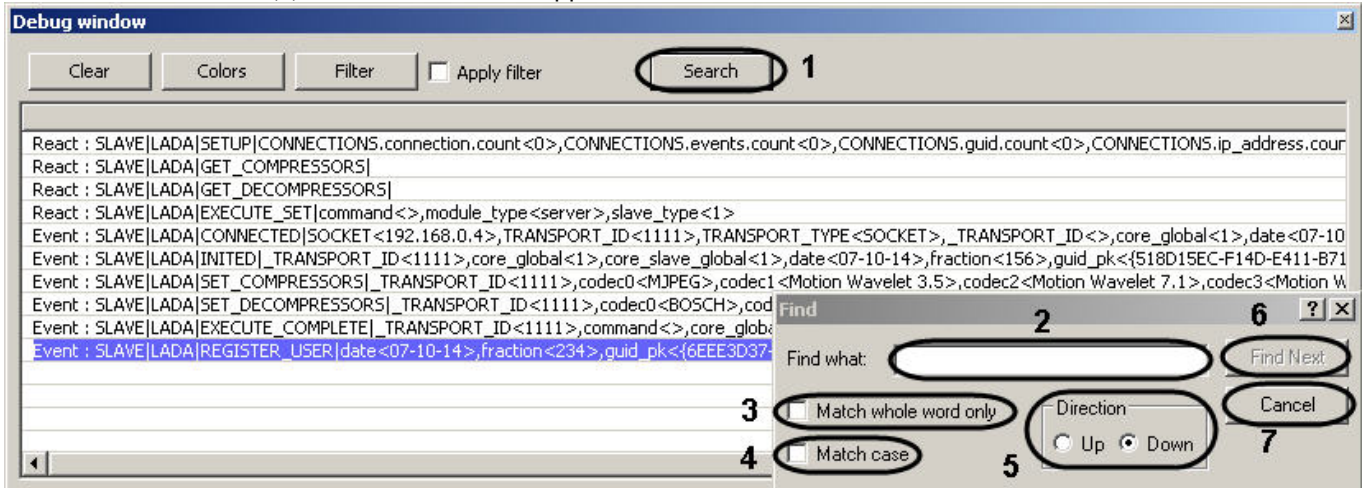 Debug window
Clear Colors Filter Apply filter Search 1
React : SLAVE|LADA|SETUP|CONNECTIONS.connection.count<0>,CONNECTIONS.events.count<0>,CONNECTIONS.guid.count<0>,CONNECTIONS.ip_address.cour
React : SLAVE|LADA|GET_COMPRESSORS|
React : SLAVE|LADA|GET_DECOMPRESSORS|
React : SLAVE|LADA|EXECUTE_SET|command<>,module_type<server>,slave_type<1>
Event : SLAVE|LADA|CONNECTED|SOCKET<192.168.0.4>,TRANSPORT_ID<1111>,TRANSPORT_TYPE<SOCKET>,_TRANSPORT_ID<>,core_global<1>,date<07-10
Event : SLAVE|LADA|INITED|_TRANSPORT_ID<1111>,core_global<1>,core_slave_global<1>,date<07-10-14>,fraction<156>,guid_pk<{518D15EC-F14D-E411-B71
Event : SLAVE|LADA|SET_COMPRESSORS|_TRANSPORT_ID<1111>,codec0<MJPEG>,codec1<Motion Wavelet 3.5>,codec2<Motion Wavelet 7.1>,codec3<Motion W
Event : SLAVE|LADA|SET_DECOMPRESSORS|_TRANSPORT_ID<1111>,codec0<BOSCH>,cod
Event : SLAVE|LADA|EXECUTE_COMPLETE|_TRANSPORT_ID<1111>,command<>,core_globa
Event : SLAVE|LADA|REGISTER_USER|date<07-10-14>,fraction<234>,guid_pk<{6EEE3D37-
Find 2 6
Find what: Find Next
3 Match whole word only Direction Cancel
4 Match case 5 Up Down 7